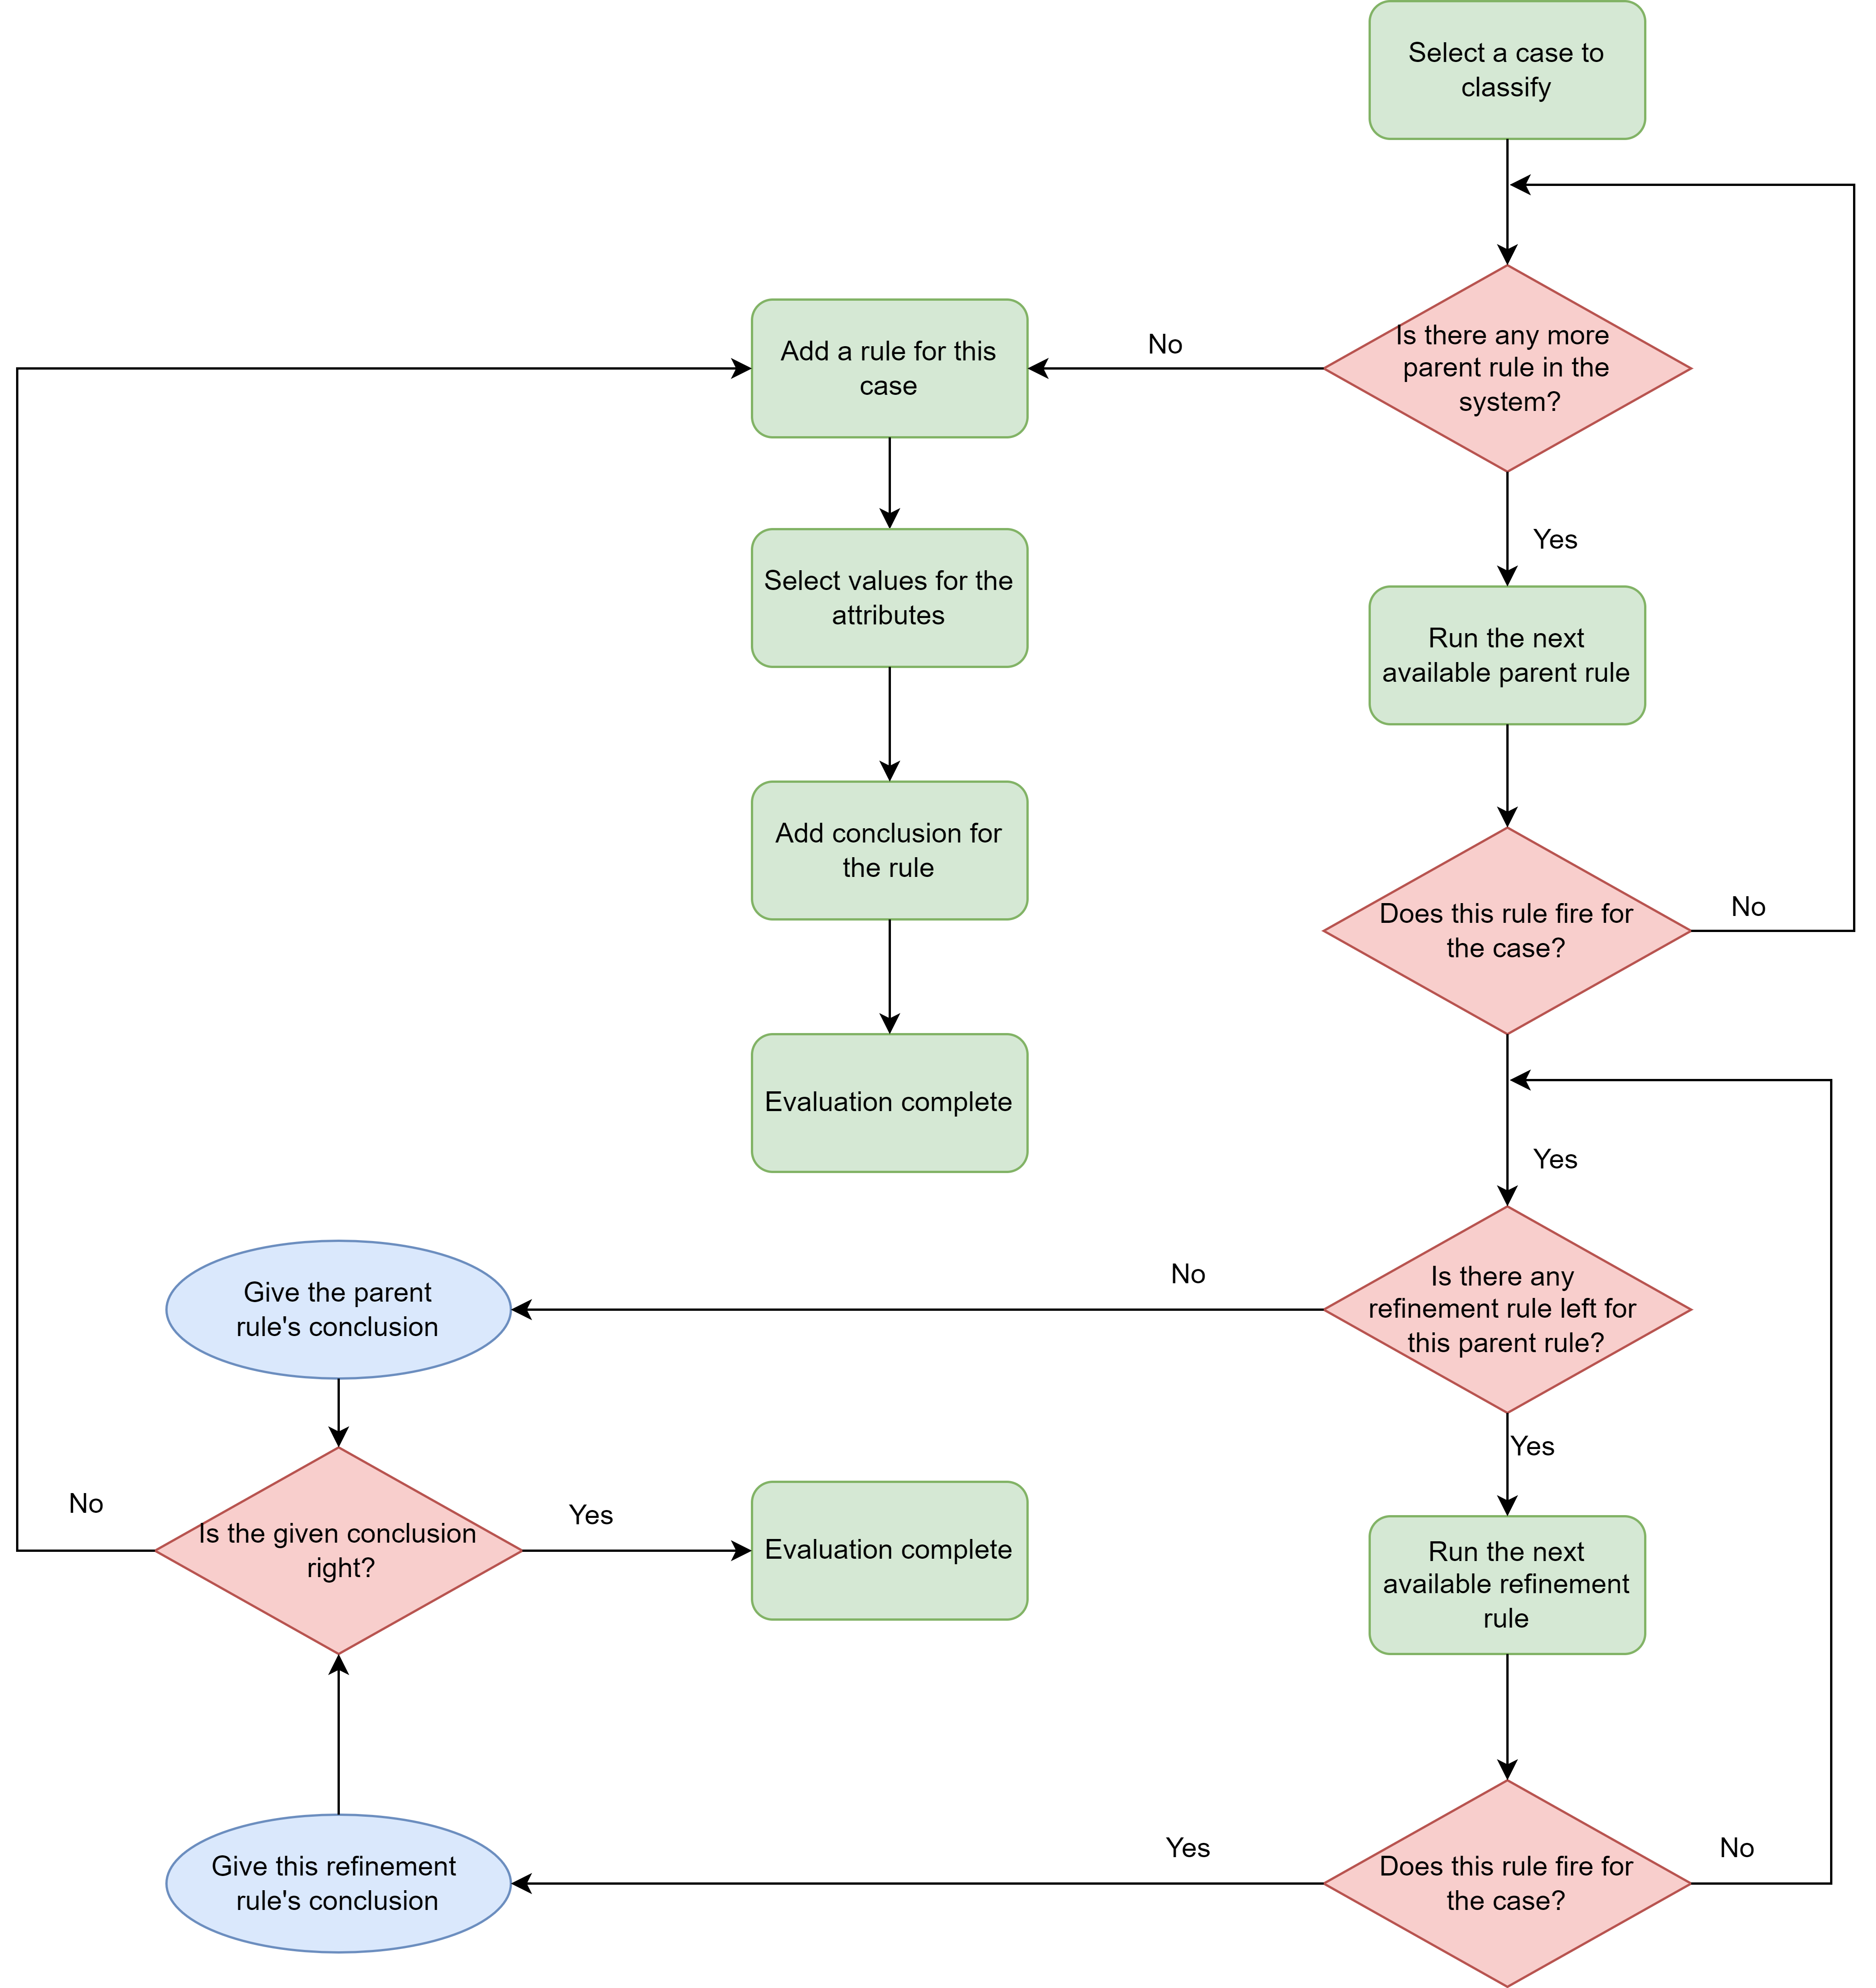 Select a case to
classify
Is there any more
parent rule in the
system?
No
Add a rule for this
case
Yes
Select values for the
attributes
Run the next
available parent rule
Add conclusion for
the rule
Does this rule fire for
the case?
No
Evaluation complete
Yes
Is there any
refinement rule left for
this parent rule?
No
Give the parent
rule's conclusion
Yes
No
Is the given conclusion
right?
Yes
Evaluation complete
Run the next
available refinement
rule
Does this rule fire for
the case?
No
Yes
Give this refinement
rule's conclusion